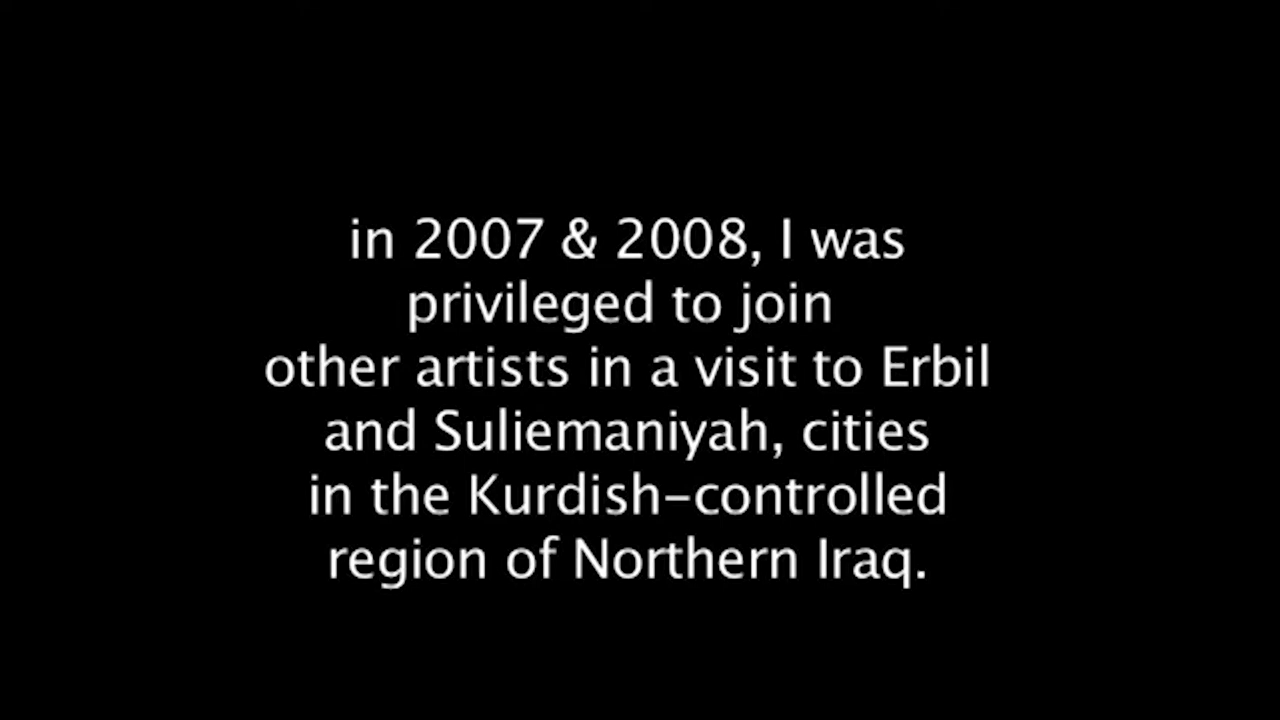 in 2007 & 2008, I was
privileged to join
other artists in a visit to Erbil
and Suliemaniyah, cities
in the Kurdish-controlled
region of Northern Iraq.